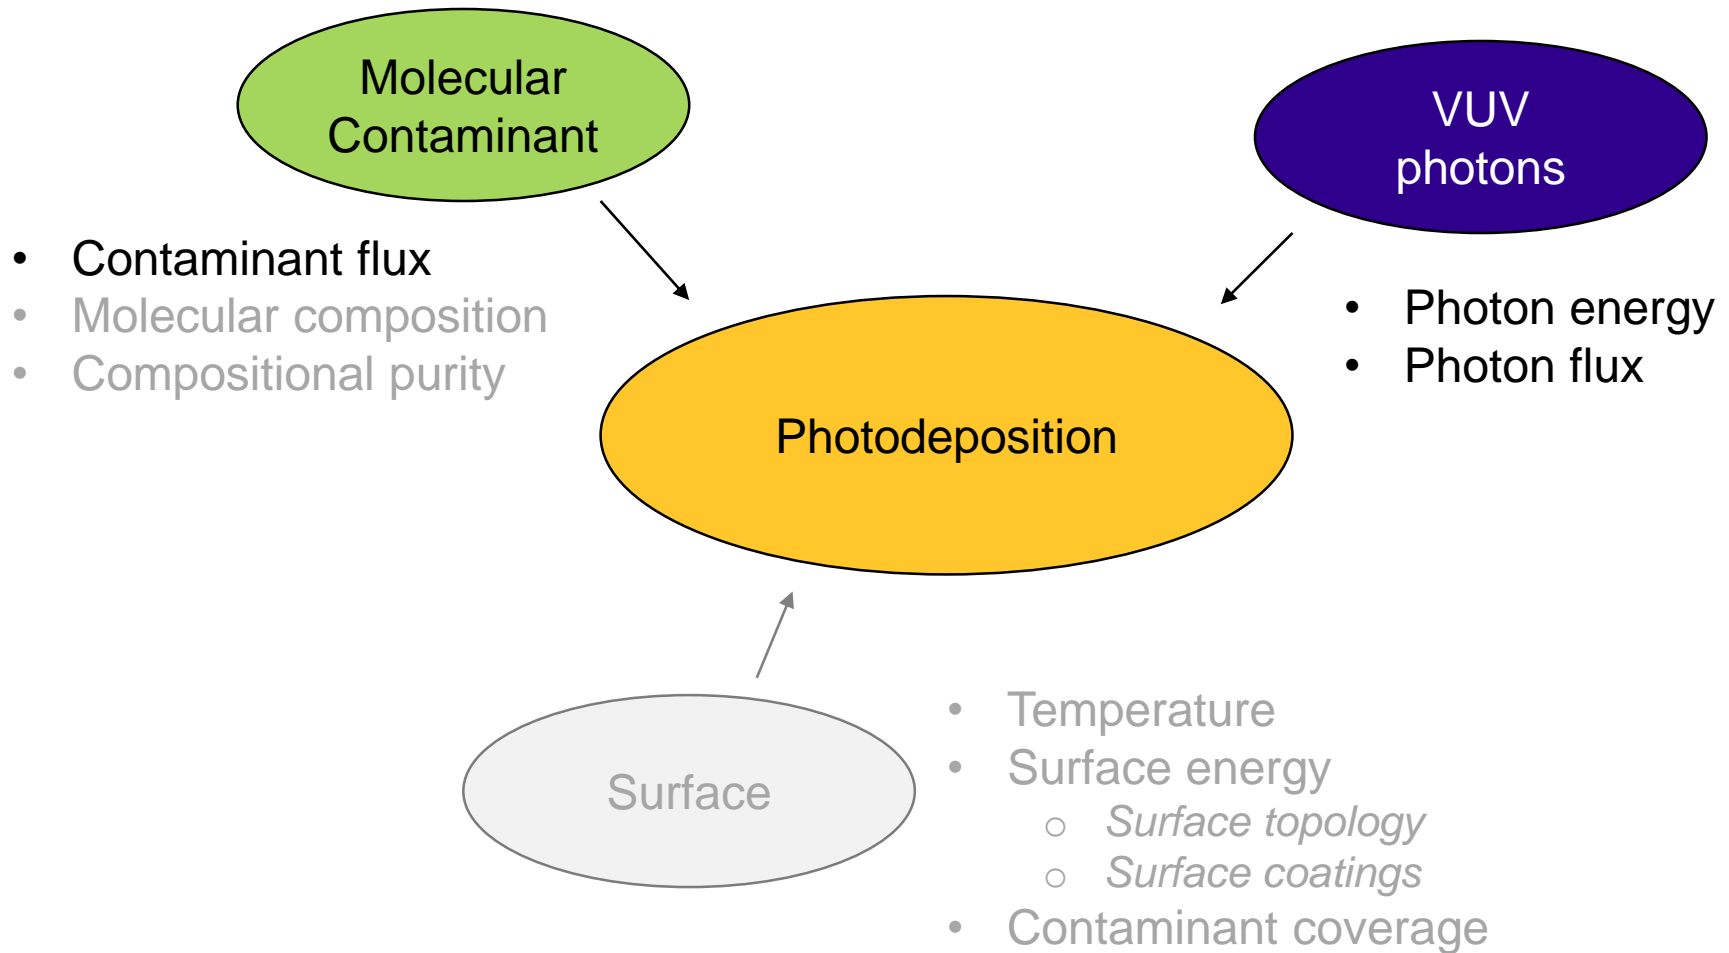 Molecular
Contaminant
VUV
photons
• Contaminant flux
• Molecular composition
• Compositional purity
• Photon energy
• Photon flux
Photodeposition
Surface
• Temperature
• Surface energy
○ Surface topology
○ Surface coatings
• Contaminant coverage